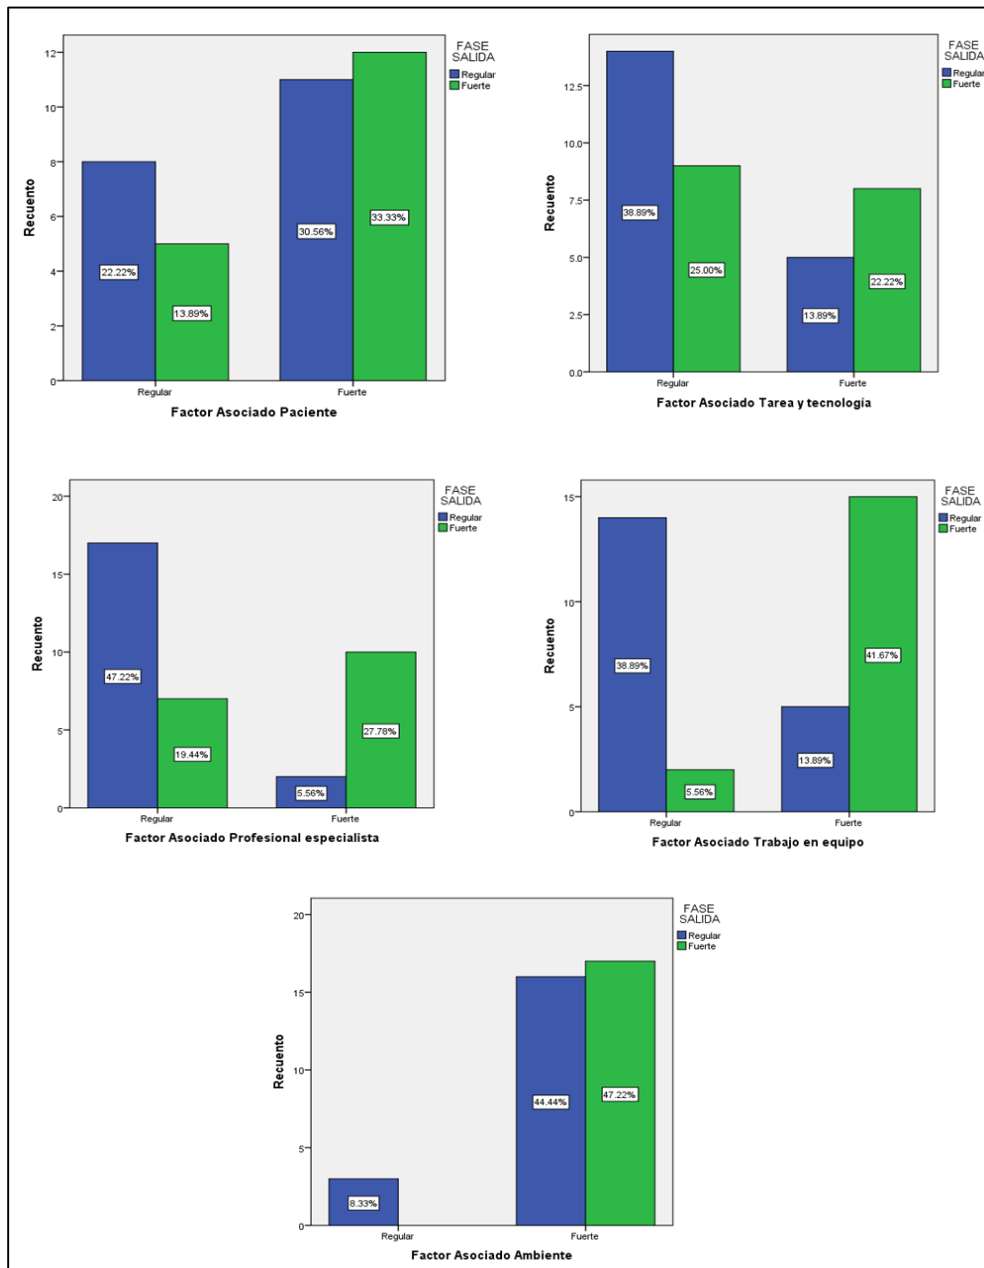 FASE
SALIDA
Regular
Fuerte
12
10
8
6
4
2
0
Recuento
22.22%
13.89%
30.56%
33.33%
Regular
Fuerte
Factor Asociado Paciente
FASE
SALIDA
Regular
Fuerte
12.5
10.0
7.5
5.0
2.5
0.0
Recuento
38.89%
25.00%
13.89%
22.22%
Regular
Fuerte
Factor Asociado Tarea y tecnología
FASE
SALIDA
Regular
Fuerte
20
15
10
5
0
Recuento
47.22%
19.44%
5.56%
27.78%
Regular
Fuerte
Factor Asociado Profesional especialista
FASE
SALIDA
Regular
Fuerte
15
10
5
0
Recuento
38.89%
5.56%
13.89%
41.67%
Regular
Fuerte
Factor Asociado Trabajo en equipo
FASE
SALIDA
Regular
Fuerte
20
15
10
5
0
Recuento
8.33%
44.44%
47.22%
Regular
Fuerte
Factor Asociado Ambiente